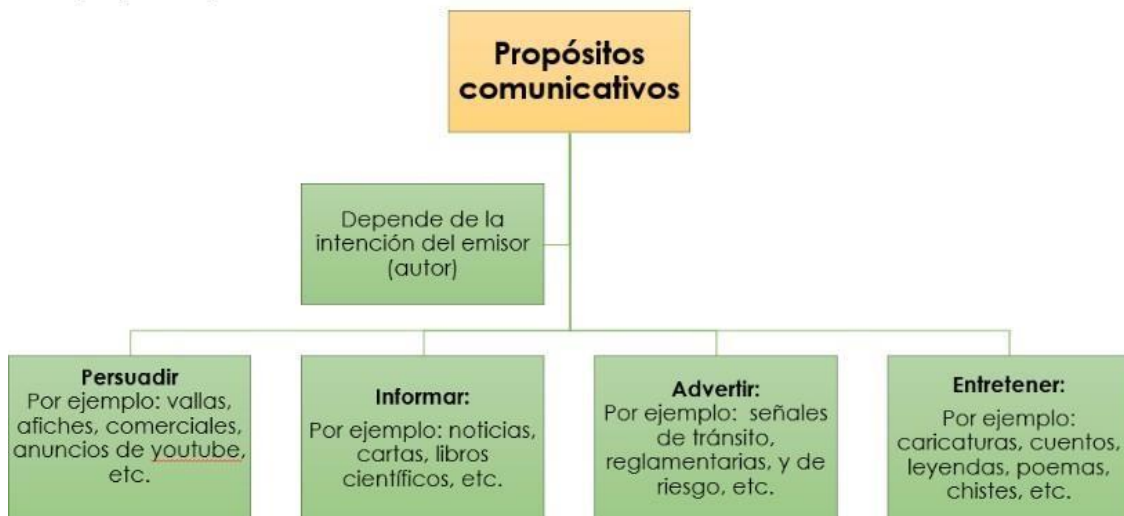 Propósitos
comunicativos
Depende de la
intención del emisor
(autor)
Persuadir
Por ejemplo: vallas,
afiches, comerciales,
anuncios de youtube,
etc.
Informar:
Por ejemplo: noticias,
cartas, libros
científicos, etc.
Advertir:
Por ejemplo: señales
de tránsito,
reglamentarias, y de
riesgo, etc.
Entretener:
Por ejemplo:
caricaturas, cuentos,
leyendas, poemas,
chistes, etc.